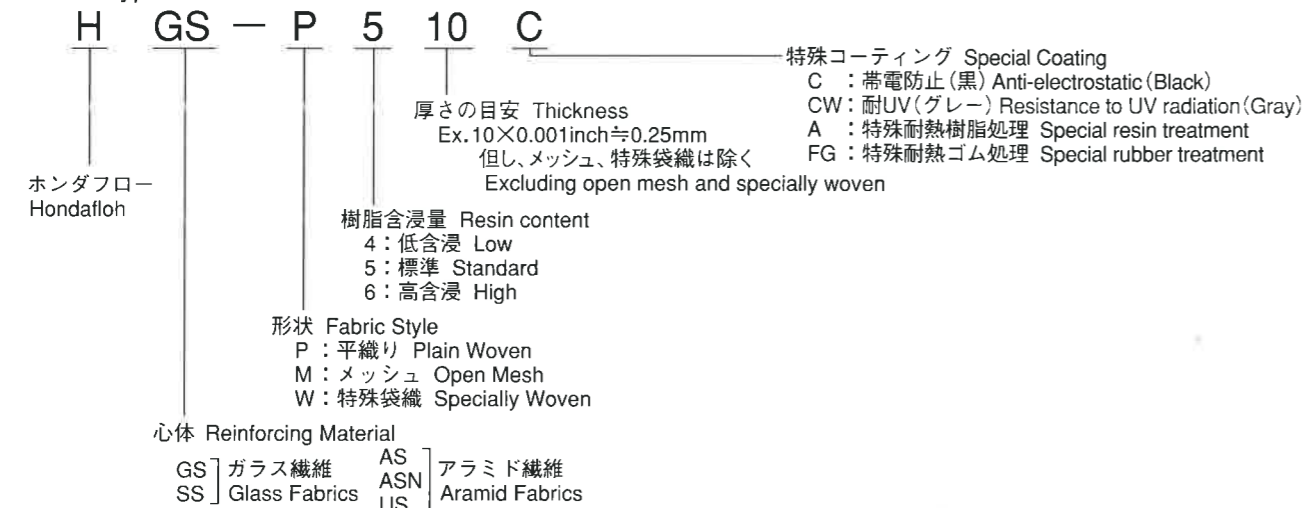 H GS － P 5 10 C
特殊コーティング Special Coating
C ：帯電防止（黒）Anti-electrostatic（Black）
CW：耐UV（グレー）Resistance to UV radiation（Gray）
A ：特殊耐熱樹脂処理 Special resin treatment
FG ：特殊耐熱ゴム処理 Special rubber treatment
厚さの目安 Thickness
Ex.10×0.001inch≒0.25mm
但し、メッシュ、特殊袋織は除く
Excluding open mesh and specially woven
ホンダフロー
Hondafloh
樹脂含浸量 Resin content
4：低含浸 Low
5：標準 Standard
6：高含浸 High
形状 Fabric Style
P ：平織り Plain Woven
M：メッシュ Open Mesh
W：特殊袋織 Specially Woven
心体 Reinforcing Material
GS
SS
ガラス繊維
Glass Fabrics
AS
ASN
US
アラミド繊維
Aramid Fabrics